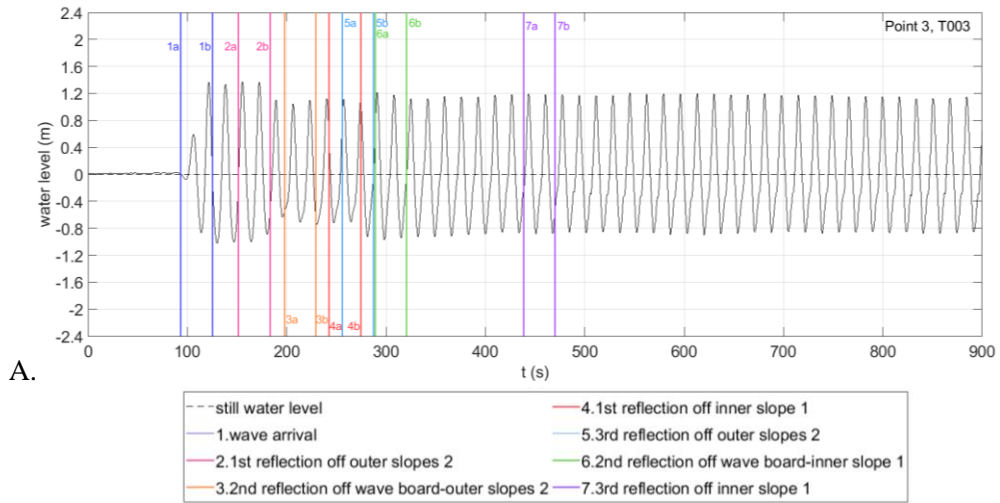 Point 3, T003
1a 1b 2a 2b 5a 5b 6b 7a 7b
6a
3a 3b 4a 4b
2.4
2
1.6
1.2
0.8
0.4
0
-0.4
-0.8
-1.2
-1.6
-2
-2.4
water level (m)
0 100 200 300 400 500 600 700 800 900
t (s)
A.
still water level
1.wave arrival
2.1st reflection off outer slopes 2
3.2nd reflection off wave board-outer slopes 2
4.1st reflection off inner slope 1
5.3rd reflection off outer slopes 2
6.2nd reflection off wave board-inner slope 1
7.3rd reflection off inner slope 1